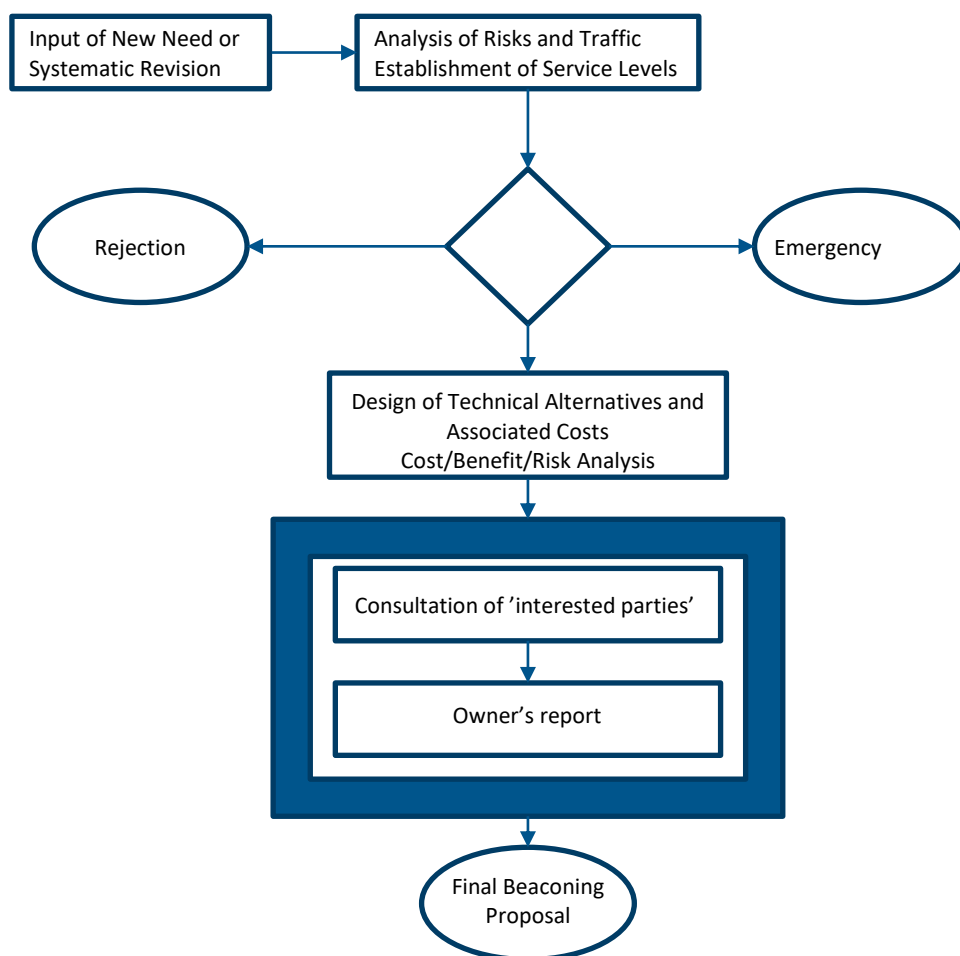 Input of New Need or
Systematic Revision
Analysis of Risks and Traffic
Establishment of Service Levels
Rejection
Emergency
Design of Technical Alternatives and
Associated Costs
Cost/Benefit/Risk Analysis
Consultation of ’interested parties’
Owner’s report
Final Beaconing
Proposal